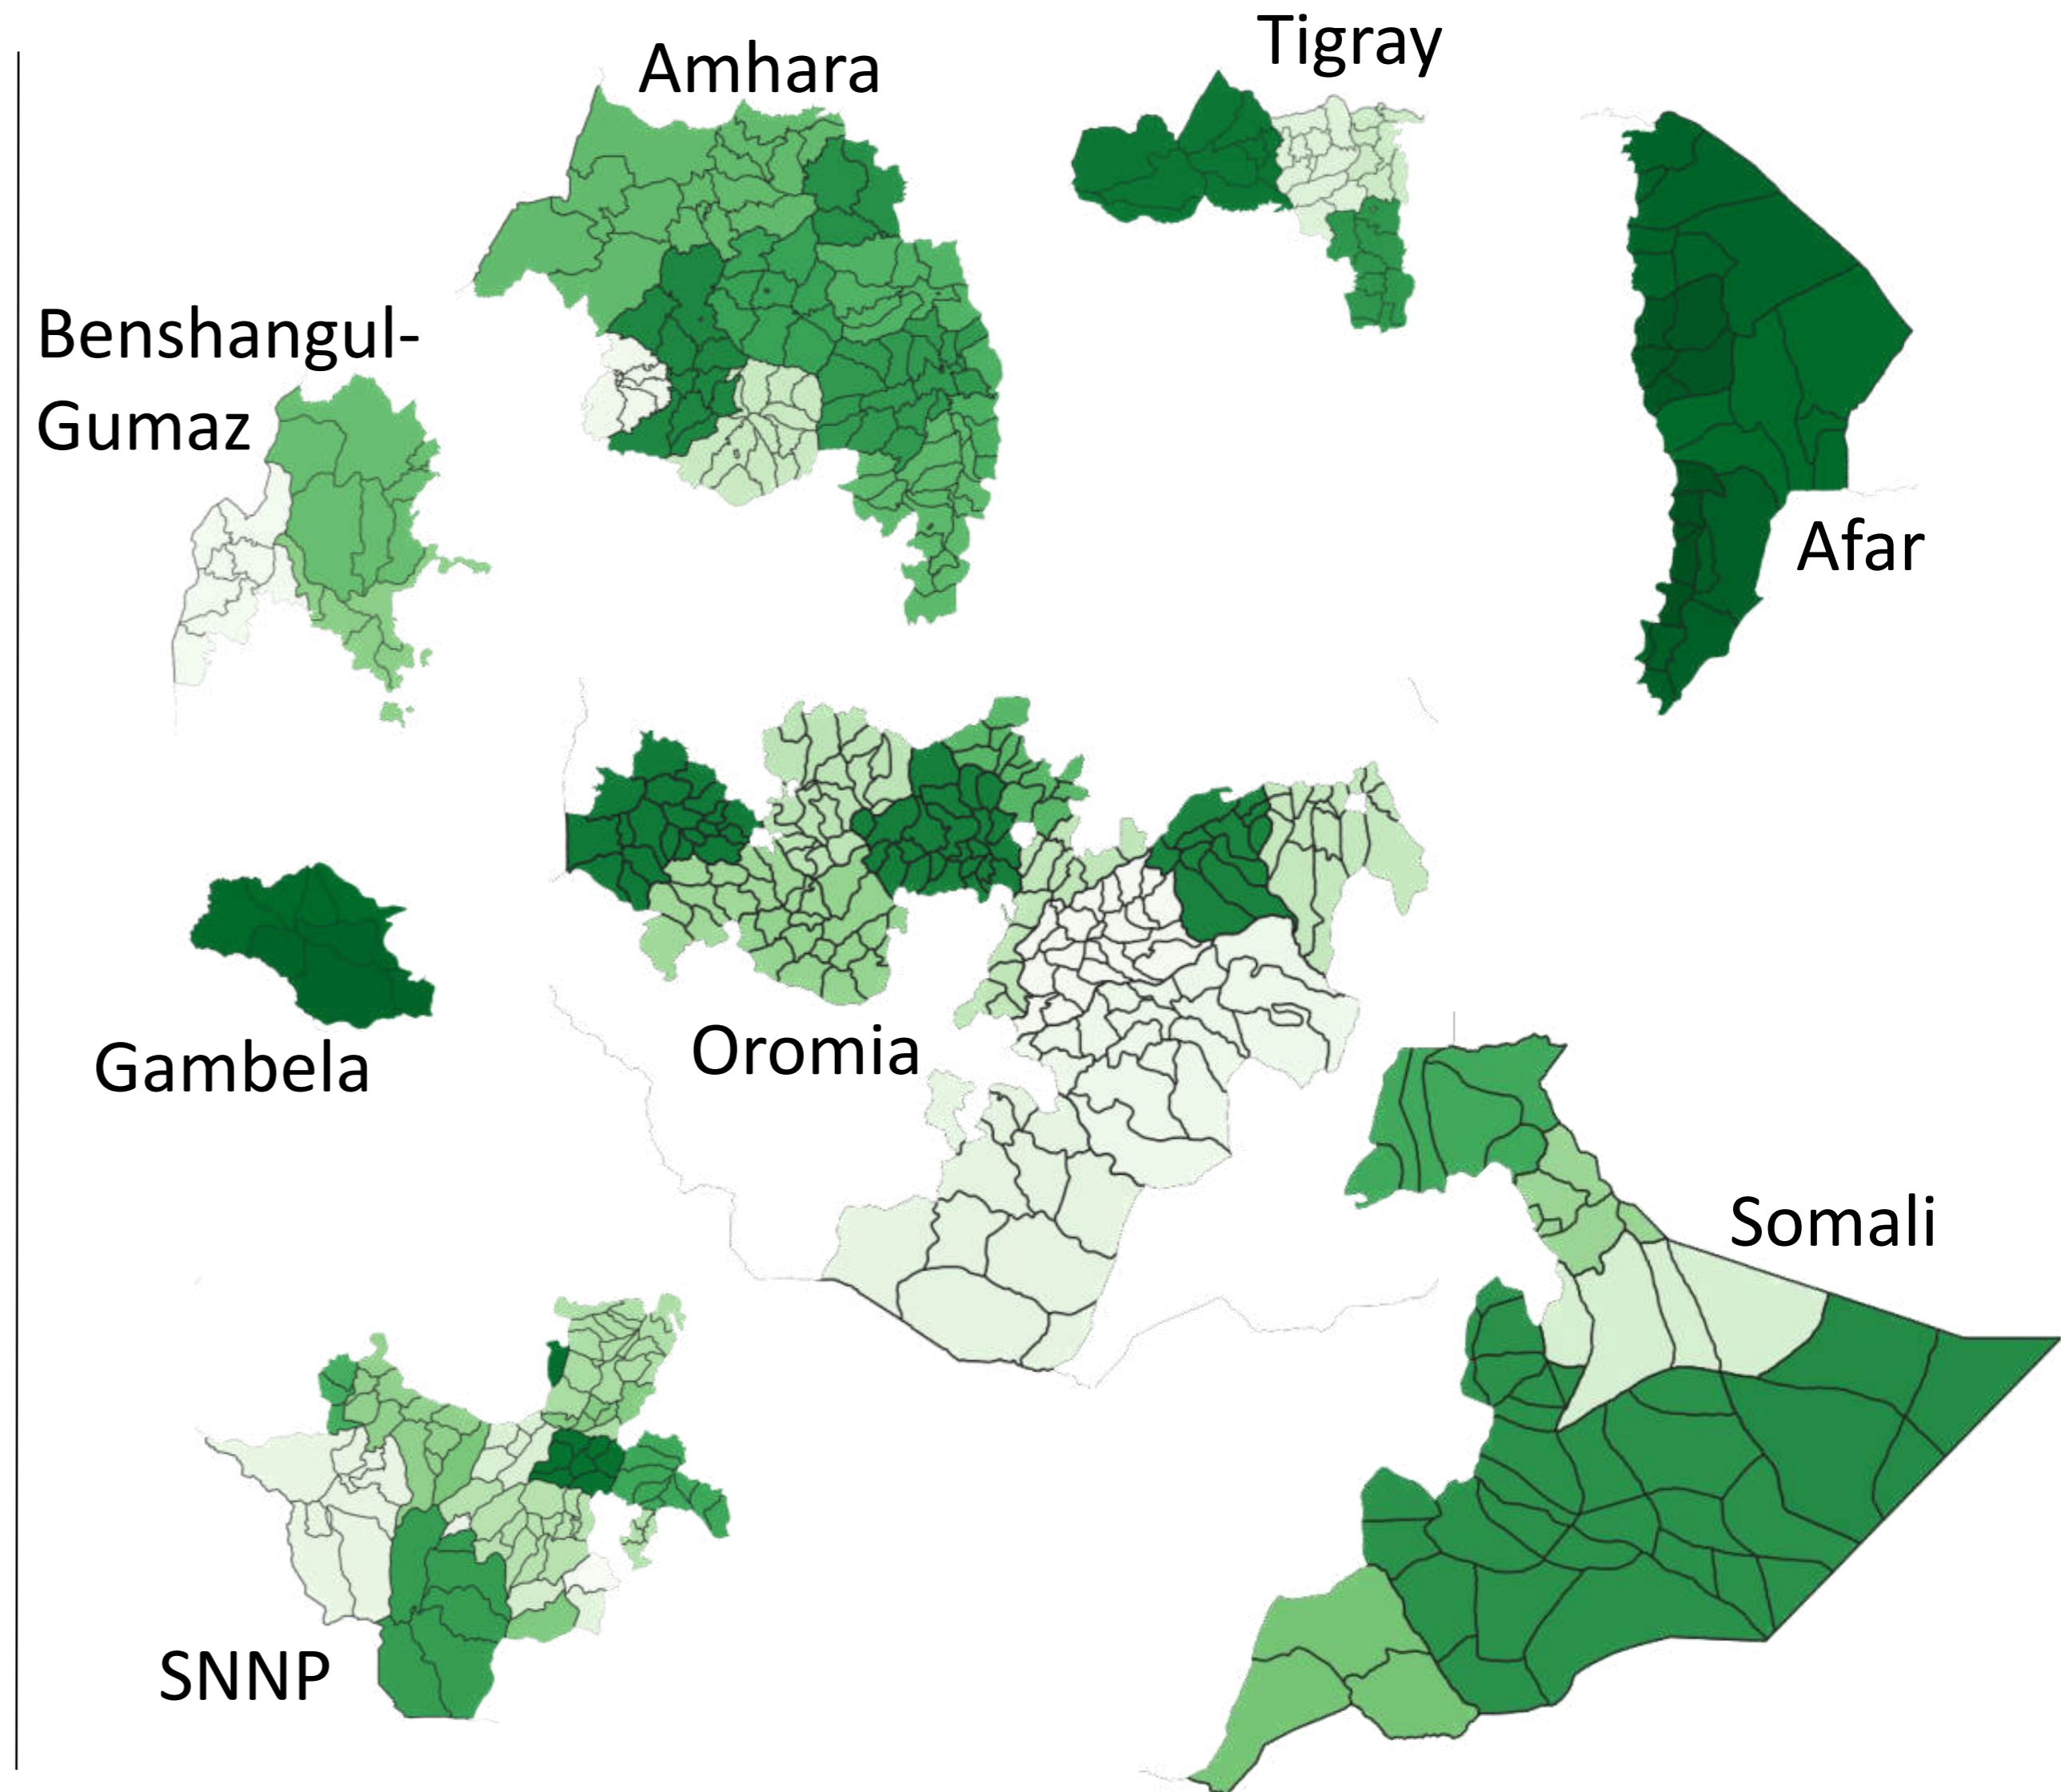 Amhara
Tigray
Benshangul-
Gumaz
Afar
Gambela
Oromia
Somali
SNNP